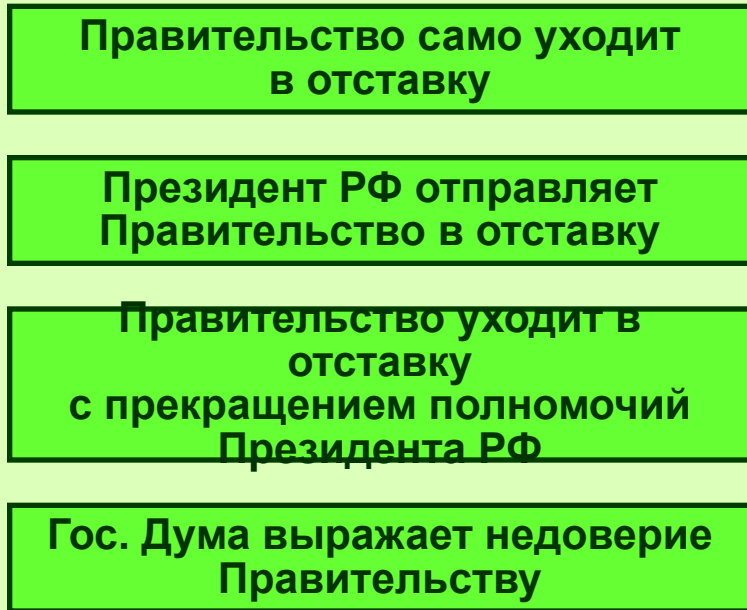 Правительство само уходит
в отставку
Президент РФ отправляет
Правительство в отставку
Правительство уходит в
отставку
с прекращением полномочий
Президента РФ
Гос. Дума выражает недоверие
Правительству